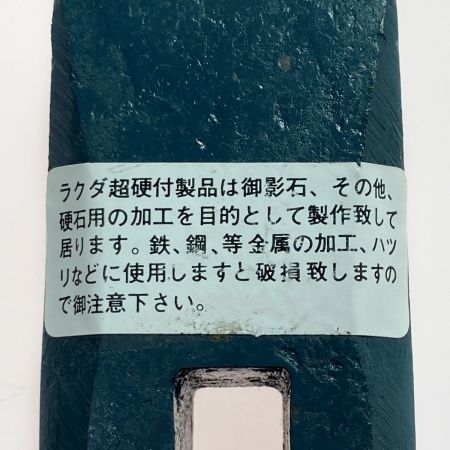 ラクダ超硬付製品は御影石、その他、
硬石用の加工を目的として製作致して
居ります。鉄、鋼、等金属の加工、ハツ
リなどに使用しますと破損致しますの
で御注意下さい。